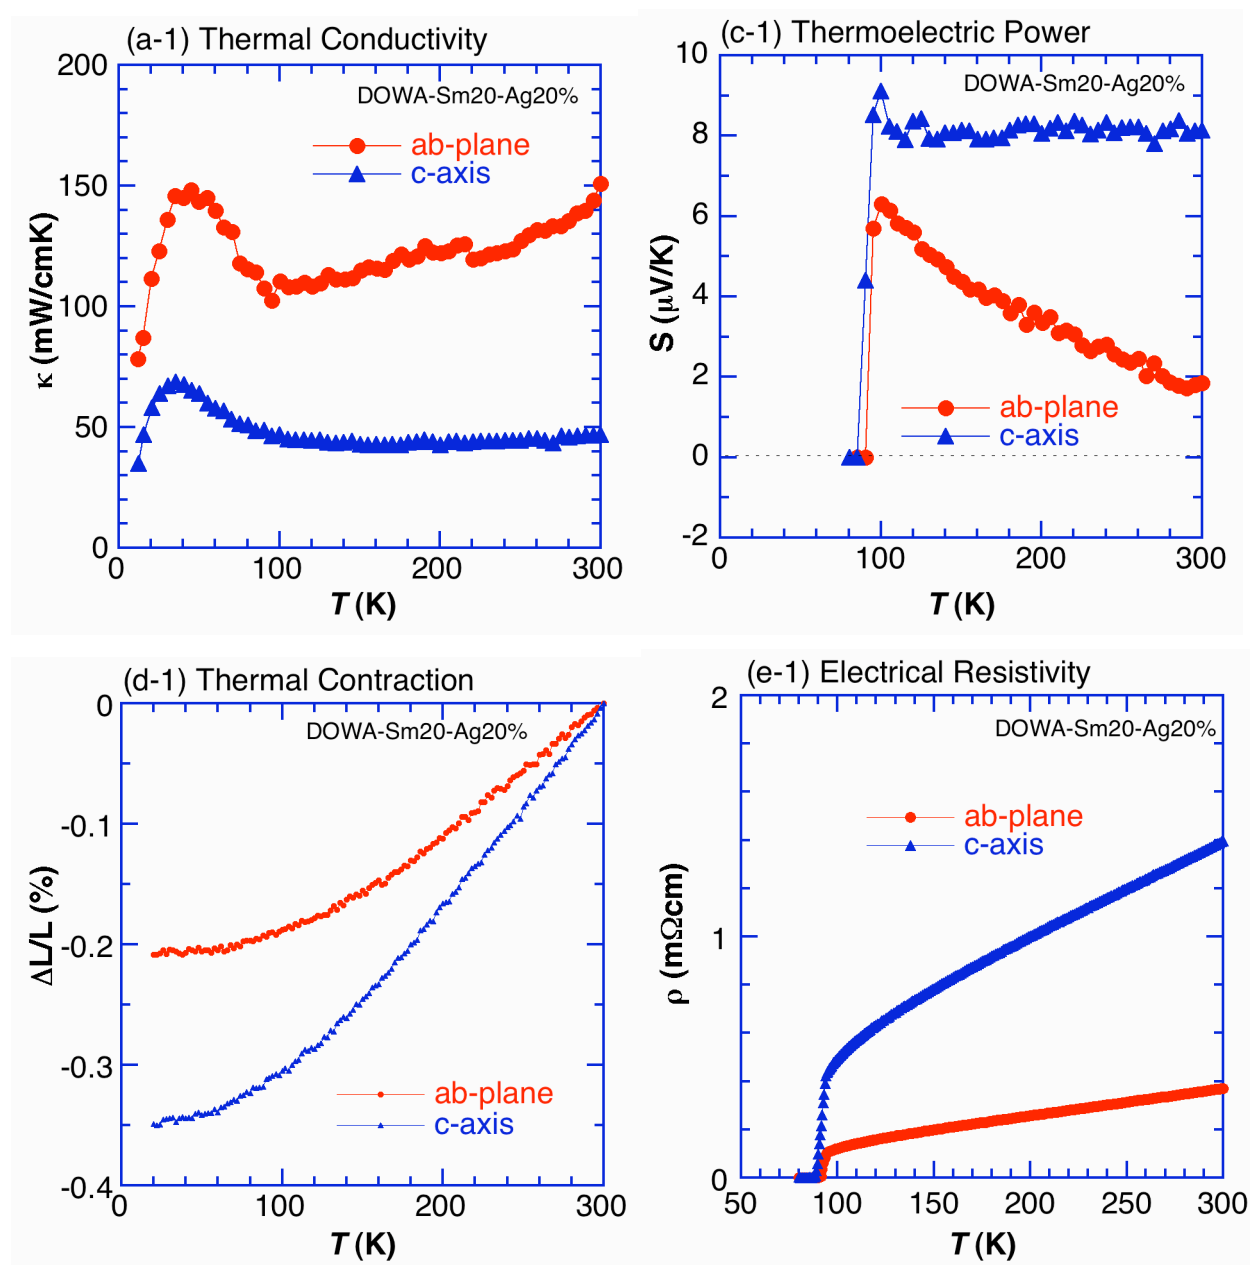 (a-1) Thermal Conductivity
200
DOWA-Sm20-Ag20%
ab-plane
c-axis
150
κ (mW/cmK)
100
50
0
0 100 200 300
T (K)
(c-1) Thermoelectric Power
10
DOWA-Sm20-Ag20%
8
6
S (μV/K)
4
2
ab-plane
c-axis
0
-2
0 100 200 300
T (K)
(d-1) Thermal Contraction
0
DOWA-Sm20-Ag20%
-0.1
ΔL/L (%)
-0.2
-0.3
ab-plane
c-axis
-0.4
0 100 200 300
T (K)
(e-1) Electrical Resistivity
2
DOWA-Sm20-Ag20%
ab-plane
c-axis
1
ρ (mΩcm)
0
50 100 150 200 250 300
T (K)